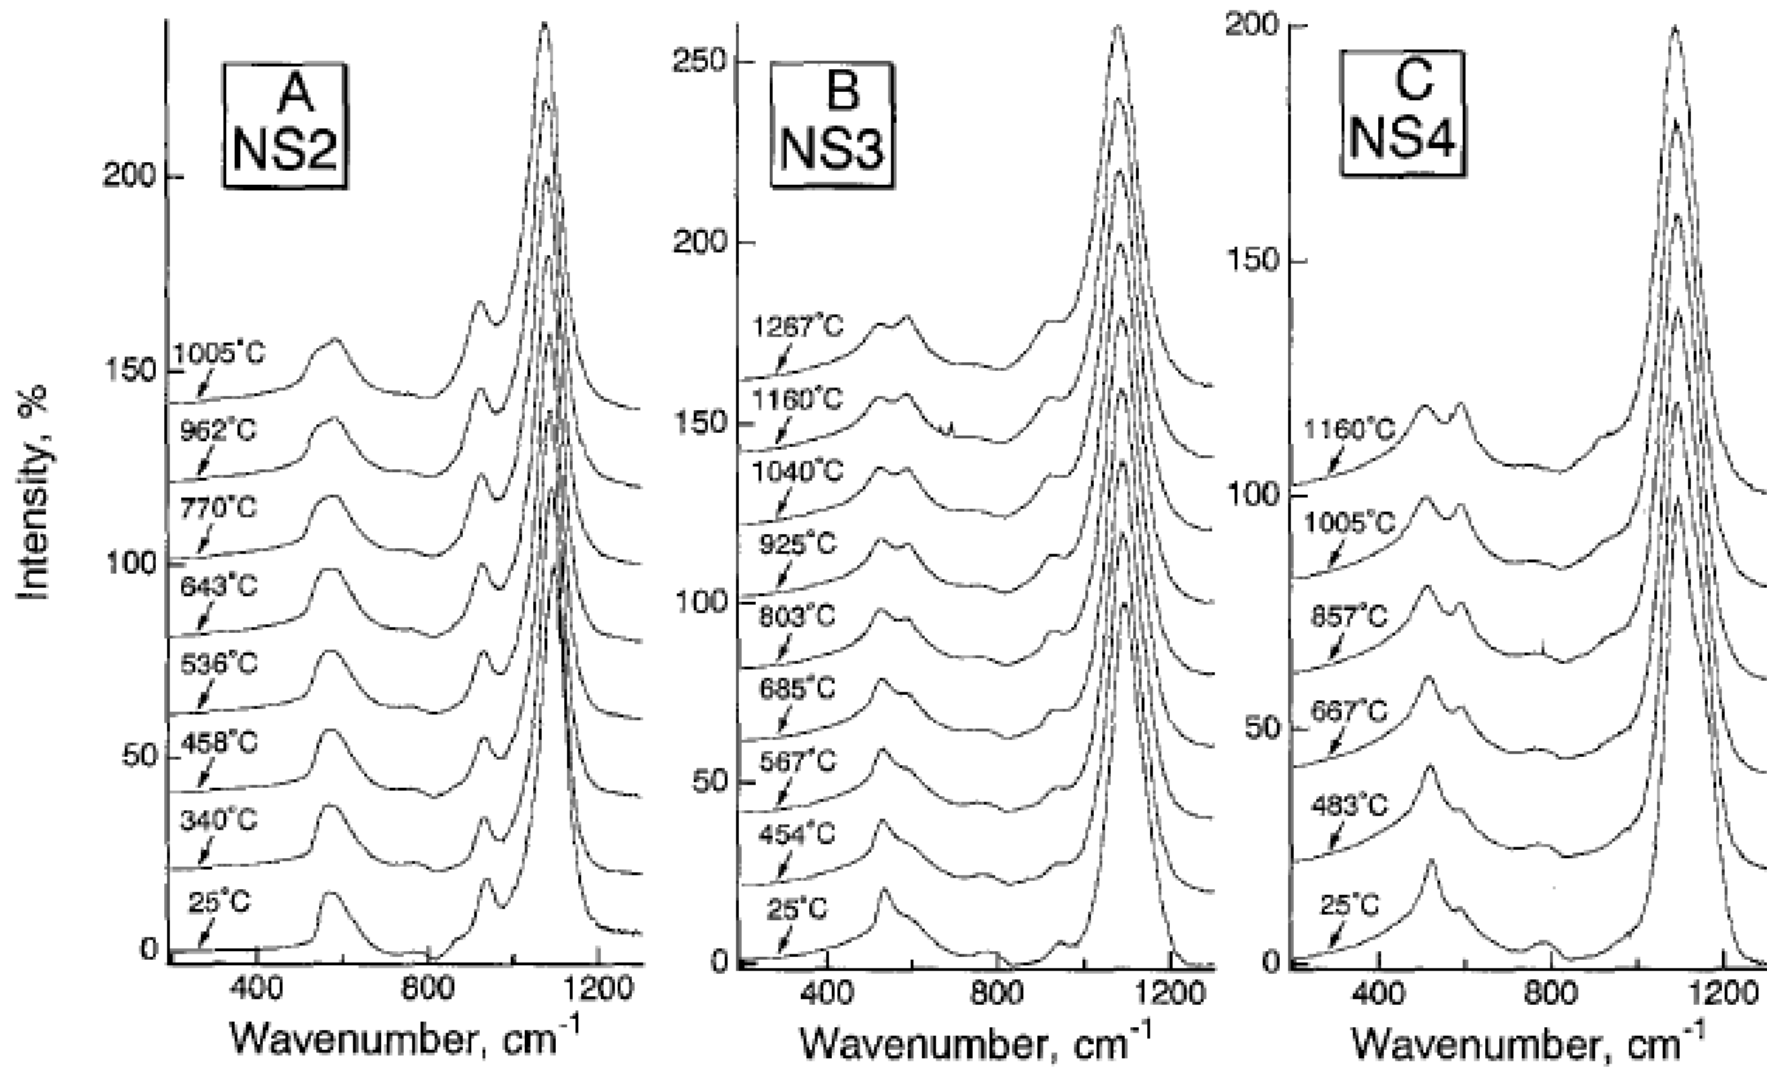 A
NS2
200
150
100
50
0
1005°C
962°C
770°C
643°C
536°C
458°C
340°C
25°C
400
800
1200
Wavenumber, cm-1
Intensity, %
B
NS3
250
200
150
100
50
0
1267°C
1160°C
1040°C
925°C
803°C
685°C
567°C
454°C
25°C
400
800
1200
Wavenumber, cm-1
C
NS4
200
150
100
50
0
1160°C
1005°C
857°C
667°C
483°C
25°C
400
800
1200
Wavenumber, cm-1